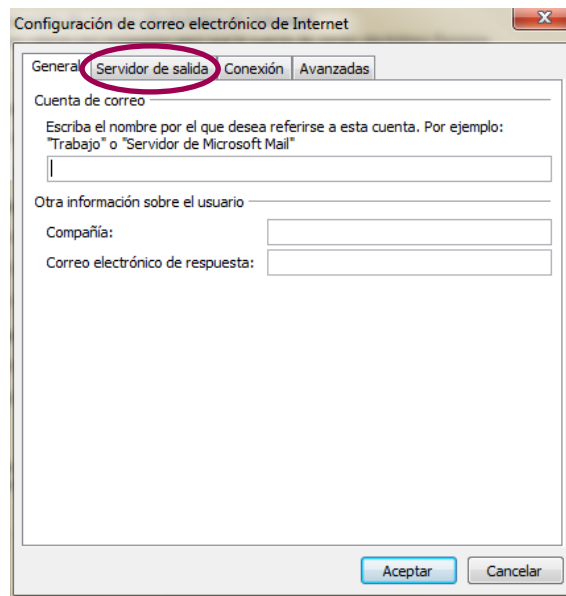 Configuración de correo electrónico de Internet
General Servidor de salida Conexión Avanzadas
Cuenta de correo
Escriba el nombre por el que desea referirse a esta cuenta. Por ejemplo:
"Trabajo" o "Servidor de Microsoft Mail"
Otra información sobre el usuario
Compañía:
Correo electrónico de respuesta:
Aceptar Cancelar